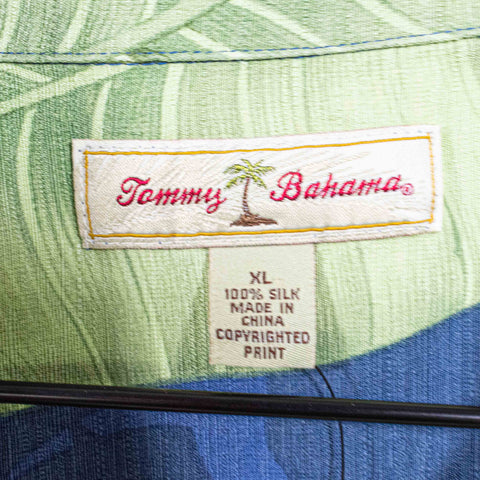 Tommy Bahama®
XL
100% SILK
MADE IN
CHINA
COPYRIGHTED
PRINT